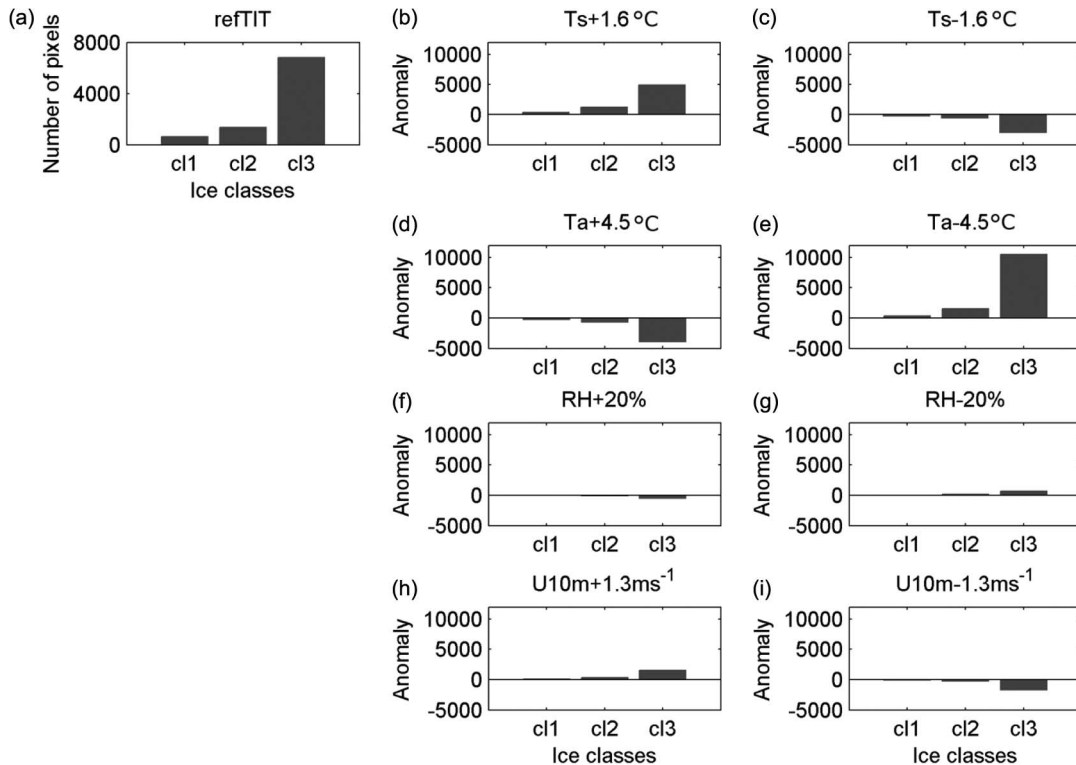 (a)
refTIT
Number of pixels
8000
4000
0
cl1 cl2 cl3
Ice classes
(b)
Ts+1.6 °C
Anomaly
10000
5000
0
-5000
cl1 cl2 cl3
(c)
Ts-1.6 °C
Anomaly
10000
5000
0
-5000
cl1 cl2 cl3
(d)
Ta+4.5 °C
Anomaly
10000
5000
0
-5000
cl1 cl2 cl3
(e)
Ta-4.5 °C
Anomaly
10000
5000
0
-5000
cl1 cl2 cl3
(f)
RH+20%
Anomaly
10000
5000
0
-5000
cl1 cl2 cl3
(g)
RH-20%
Anomaly
10000
5000
0
-5000
cl1 cl2 cl3
(h)
U10m+1.3ms⁻¹
Anomaly
10000
5000
0
-5000
cl1 cl2 cl3
Ice classes
(i)
U10m-1.3ms⁻¹
Anomaly
10000
5000
0
-5000
cl1 cl2 cl3
Ice classes